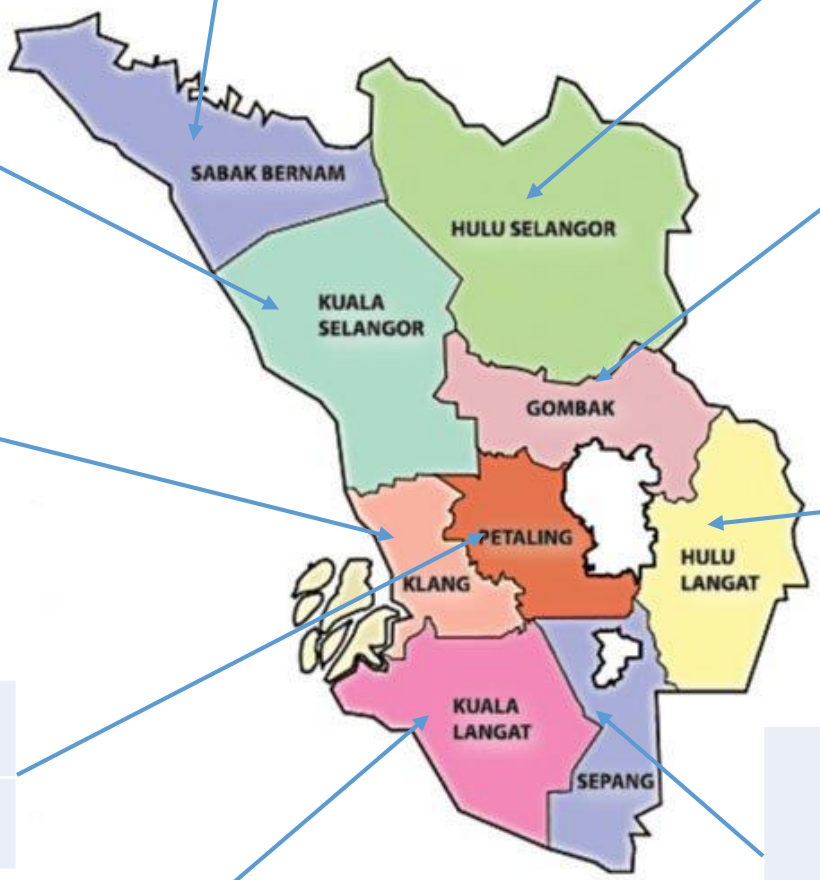 SABAK BERNAM
HULU SELANGOR
KUALA
SELANGOR
GOMBAK
PETALING
HULU
LANGAT
KLANG
KUALA
LANGAT
SEPANG